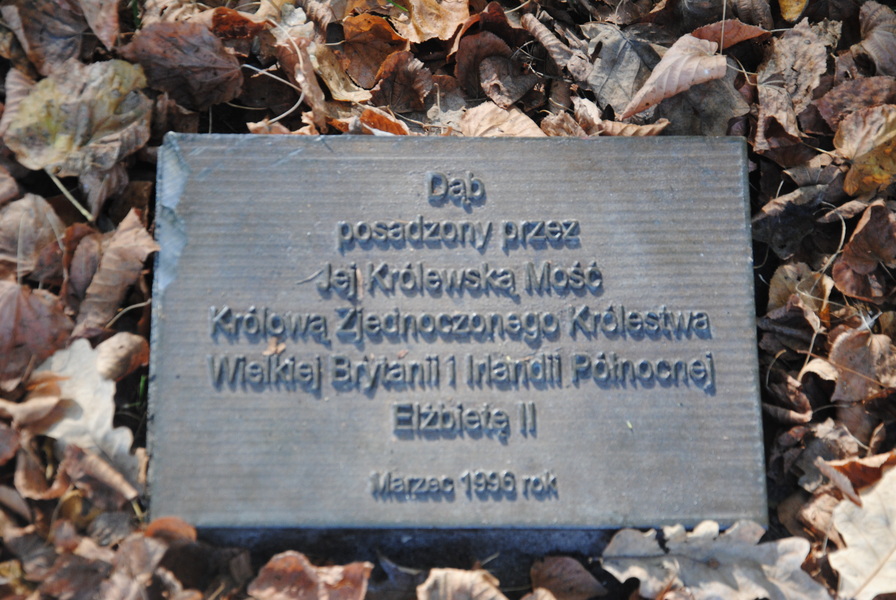 Dąb
posadzony przez
Jej Królewską Mość
Królową Zjednoczonego Królestwa
Wielkiej Brytanii i Irlandii Północnej
Elżbietę II
Marzec 1996 rok